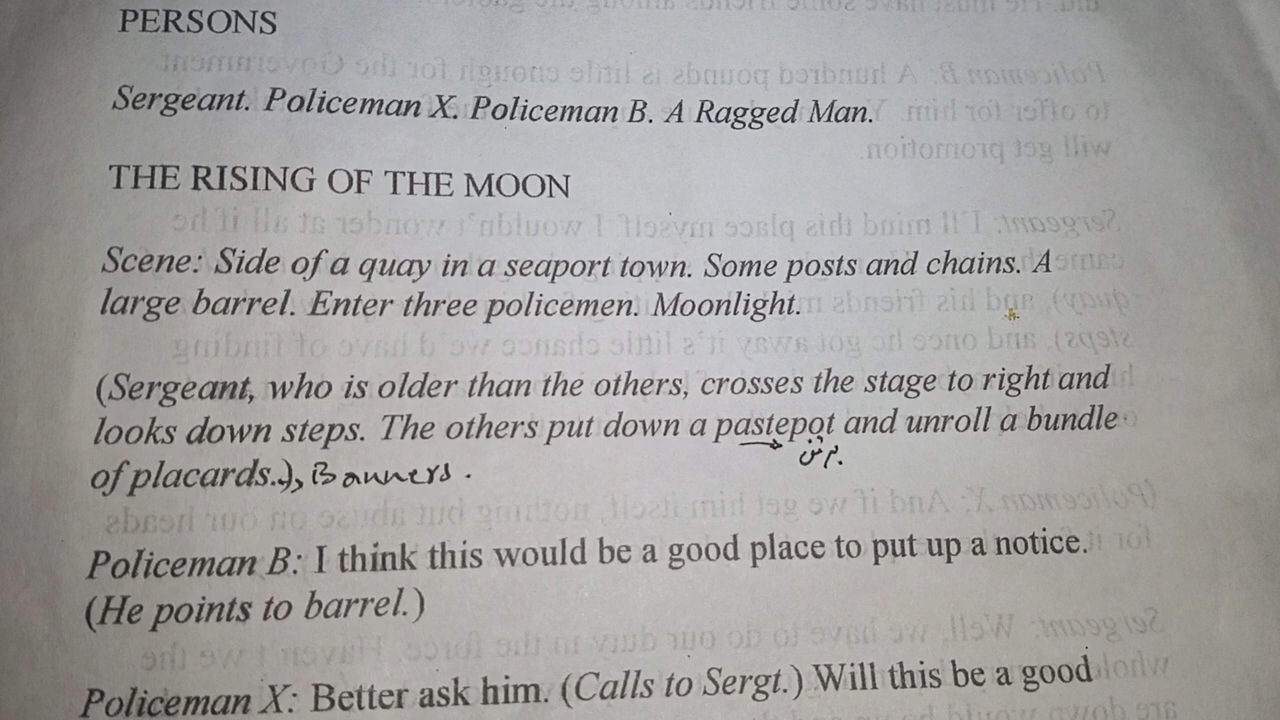 PERSONS
Sergeant. Policeman X. Policeman B. A Ragged Man.
THE RISING OF THE MOON
Scene: Side of a quay in a seaport town. Some posts and chains. A
large barrel. Enter three policemen. Moonlight.
(Sergeant, who is older than the others, crosses the stage to right and
looks down steps. The others put down a pastepot and unroll a bundle
of placards.), Banners.
Policeman B: I think this would be a good place to put up a notice.
(He points to barrel.)
Policeman X: Better ask him. (Calls to Sergt.) Will this be a good